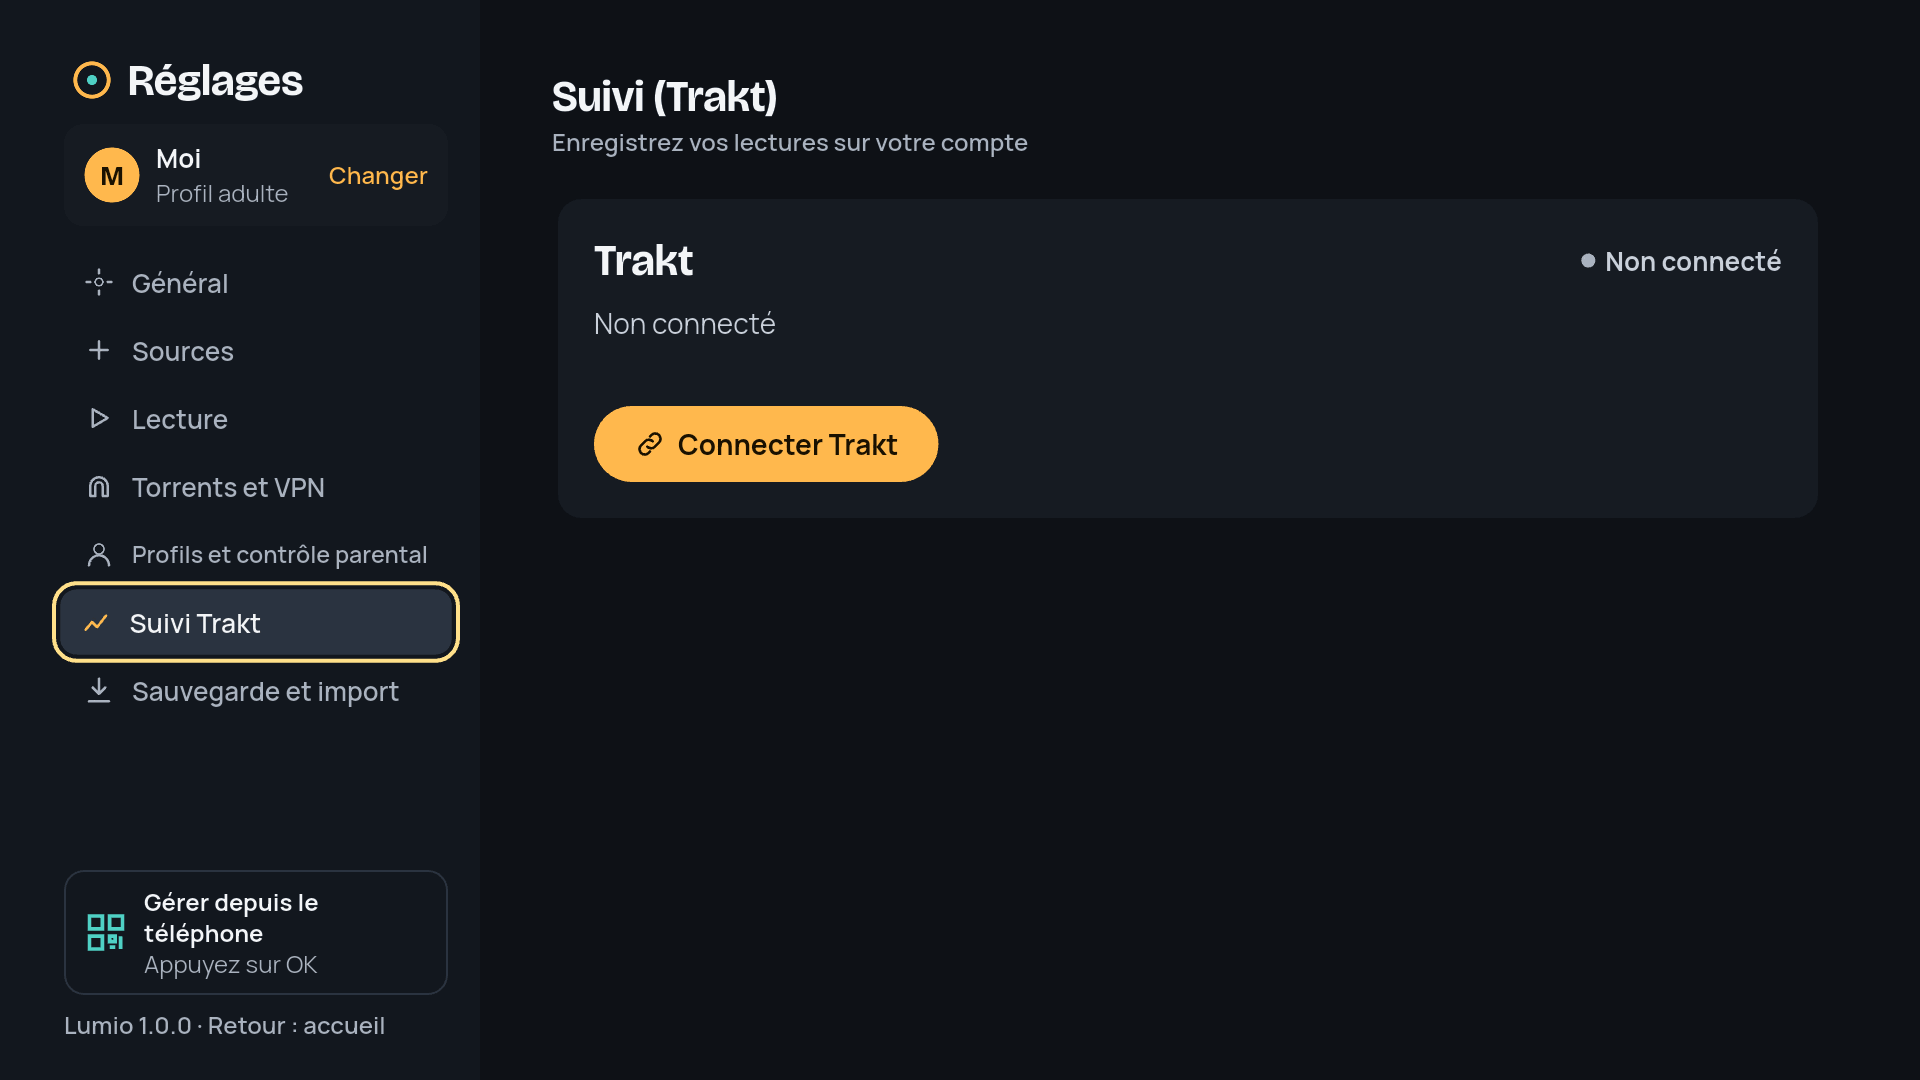 Réglages
M
Moi
Profil adulte
Changer
Général
Sources
Lecture
Torrents et VPN
Profils et contrôle parental
Suivi Trakt
Sauvegarde et import
Gérer depuis le
téléphone
Appuyez sur OK
Lumio 1.0.0 · Retour : accueil
Suivi (Trakt)
Enregistrez vos lectures sur votre compte
Trakt
Non connecté
Non connecté
Connecter Trakt